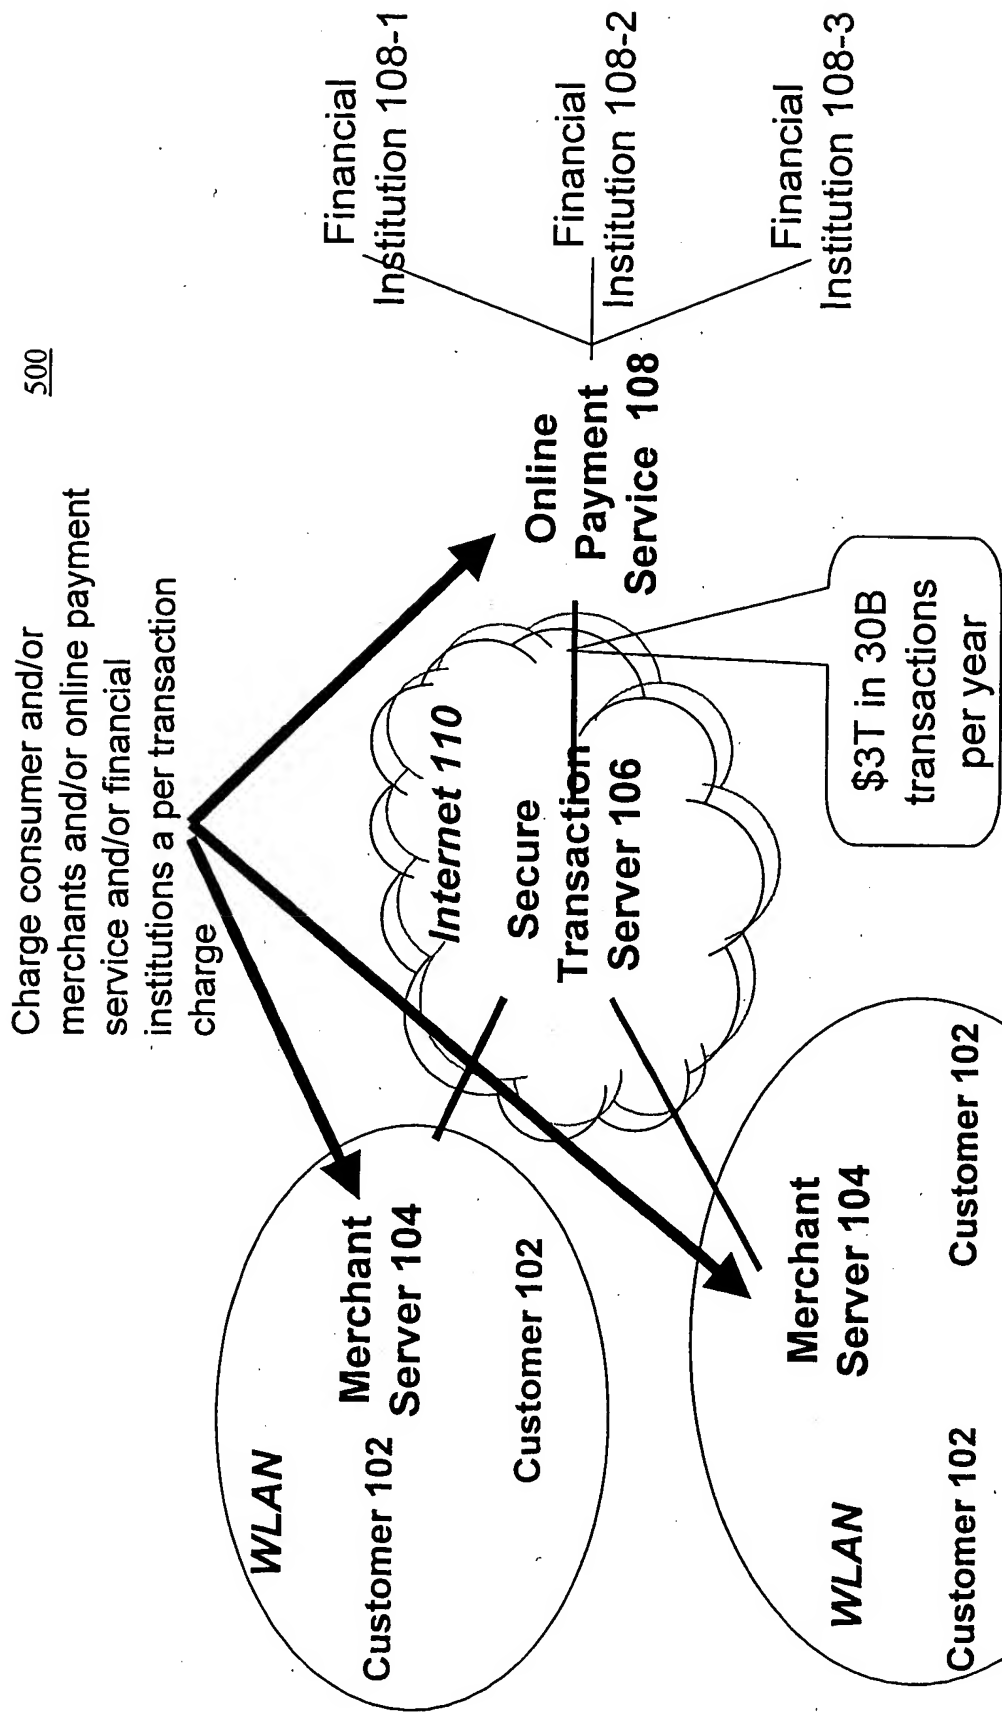 500
Charge consumer and/or
merchants and/or online payment
service and/or financial
institutions a per transaction
charge
WLAN
Customer 102
Merchant
Server 104
Customer 102
Internet 110
Secure
Transaction
Server 106
Online
Payment
Service 108
Financial
Institution 108-1
Financial
Institution 108-2
Financial
Institution 108-3
$3T in 30B
transactions
per year
WLAN
Merchant
Server 104
Customer 102
Customer 102